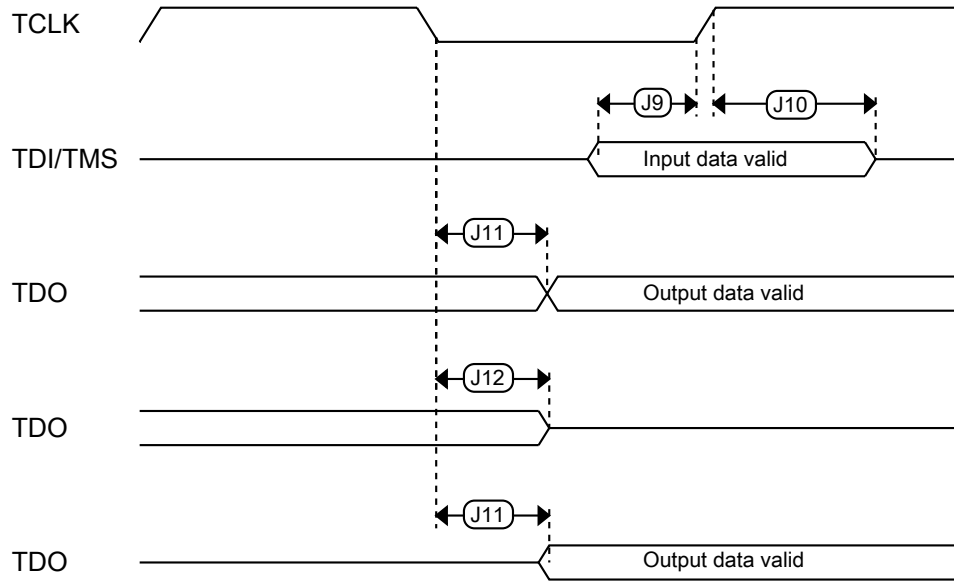 TCLK
J9
J10
TDI/TMS
Input data valid
J11
TDO
Output data valid
J12
TDO
J11
TDO
Output data valid